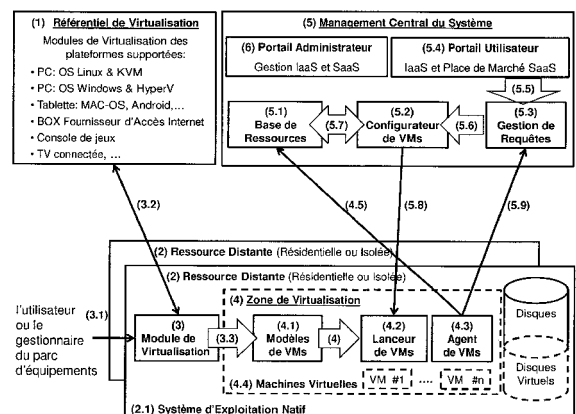 (1) Référentiel de Virtualisation
Modules de Virtualisation des
plateformes supportées:
• PC: OS Linux & KVM
• PC: OS Windows & HyperV
• Tablette: MAC-OS, Android,...
• BOX Fournisseur d'Accès Internet
• Console de jeux
• TV connectée, ...
(5) Management Central du Système
(6) Portail Administrateur
Gestion IaaS et SaaS
(5.4) Portail Utilisateur
IaaS et Place de Marché SaaS
(5.5)
(5.1)
Base de
Ressources
(5.7)
(5.2)
Configurateur
de VMs
(5.6)
(5.3)
Gestion de
Requêtes
(3.2)
(4.5)
(5.8)
(5.9)
(2) Ressource Distante (Résidentielle ou Isolée)
(2) Ressource Distante (Résidentielle ou Isolée)
l'utilisateur
ou le
gestionnaire
du parc
d'équipements
(3.1)
(3)
Module de
Virtualisation
(3.3)
(4) Zone de Virtualisation
(4.1)
Modèles
de VMs
(4)
(4.2)
Lanceur
de VMs
(4.3)
Agent
de VMs
(4.4) Machines Virtuelles
VM #1
....
VM #n
Disques
Disques
Virtuels
(2.1) Système d'Exploitation Natif